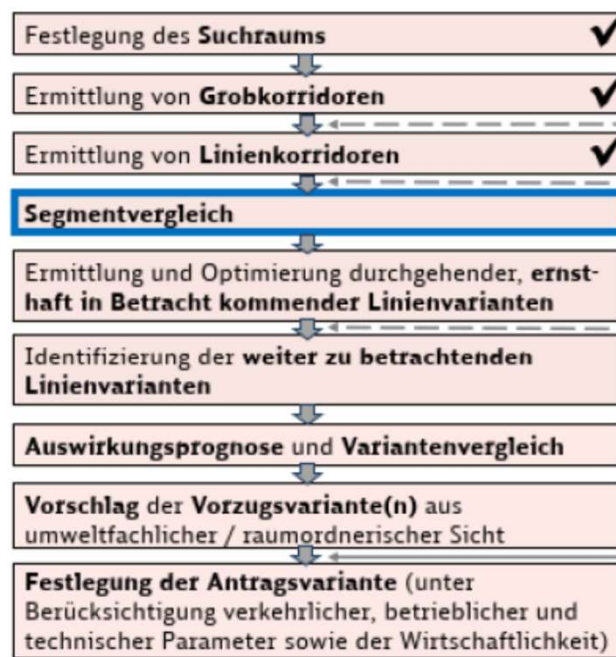 Festlegung des Suchraums ✓
Ermittlung von Grobkorridoren ✓
Ermittlung von Linienkorridoren ✓
Segmentvergleich
Ermittlung und Optimierung durchgehender, ernst-
haft in Betracht kommender Linienvarianten
Identifizierung der weiter zu betrachtenden
Linienvarianten
Auswirkungsprognose und Variantenvergleich
Vorschlag der Vorzugsvariante(n) aus
umweltfachlicher / raumordnerischer Sicht
Festlegung der Antragsvariante (unter
Berücksichtigung verkehrlicher, betrieblicher und
technischer Parameter sowie der Wirtschaftlichkeit)